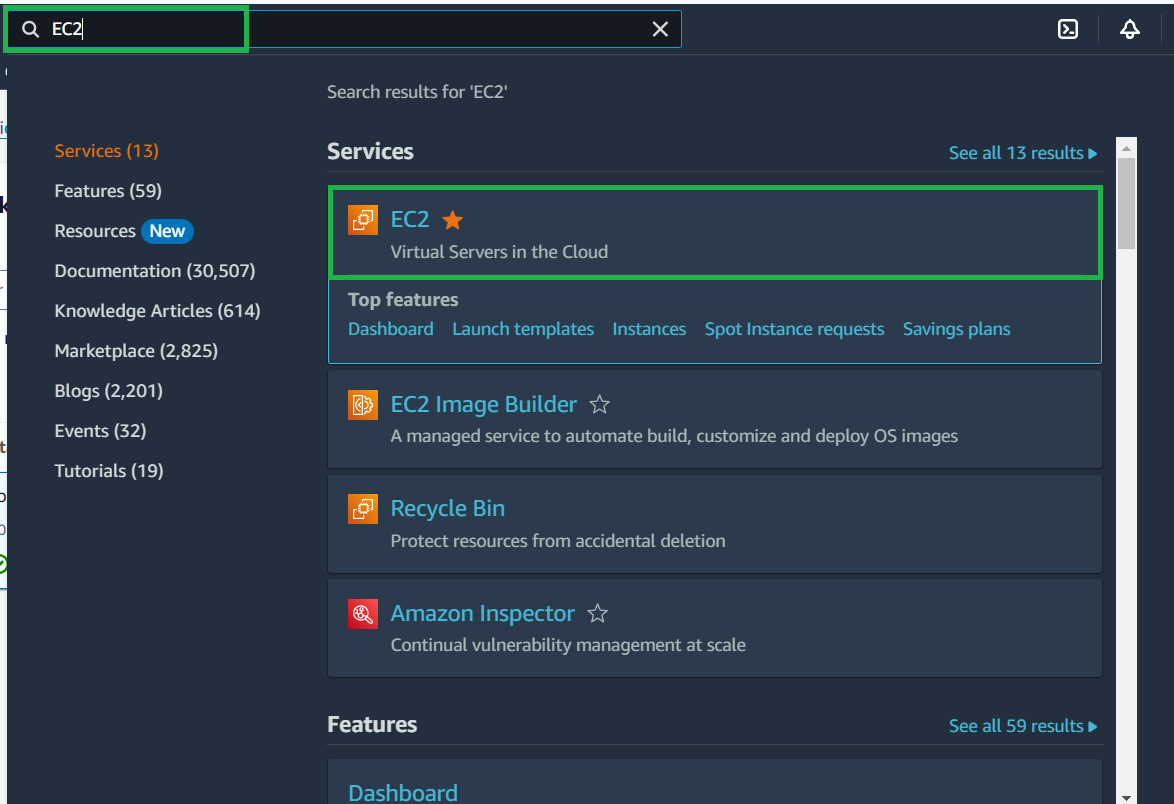 EC2
Search results for 'EC2'
Services (13)
Features (59)
Resources New
Documentation (30,507)
Knowledge Articles (614)
Marketplace (2,825)
Blogs (2,201)
Events (32)
Tutorials (19)
Services
See all 13 results
EC2
Virtual Servers in the Cloud
Top features
Dashboard Launch templates Instances Spot Instance requests Savings plans
EC2 Image Builder
A managed service to automate build, customize and deploy OS images
Recycle Bin
Protect resources from accidental deletion
Amazon Inspector
Continual vulnerability management at scale
Features
See all 59 results
Dashboard